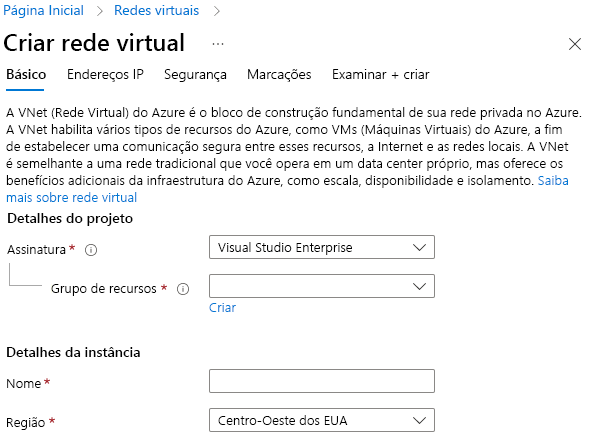 Página Inicial > Redes virtuais >
Criar rede virtual ...
Básico Endereços IP Segurança Marcações Examinar + criar
A VNet (Rede Virtual) do Azure é o bloco de construção fundamental de sua rede privada no Azure.
A VNet habilita vários tipos de recursos do Azure, como VMs (Máquinas Virtuais) do Azure, a fim
de estabelecer uma comunicação segura entre esses recursos, a Internet e as redes locais. A VNet
é semelhante a uma rede tradicional que você opera em um data center próprio, mas oferece os
benefícios adicionais da infraestrutura do Azure, como escala, disponibilidade e isolamento. Saiba
mais sobre rede virtual
Detalhes do projeto
Assinatura * Visual Studio Enterprise
Grupo de recursos *
Criar
Detalhes da instância
Nome *
Região * Centro-Oeste dos EUA